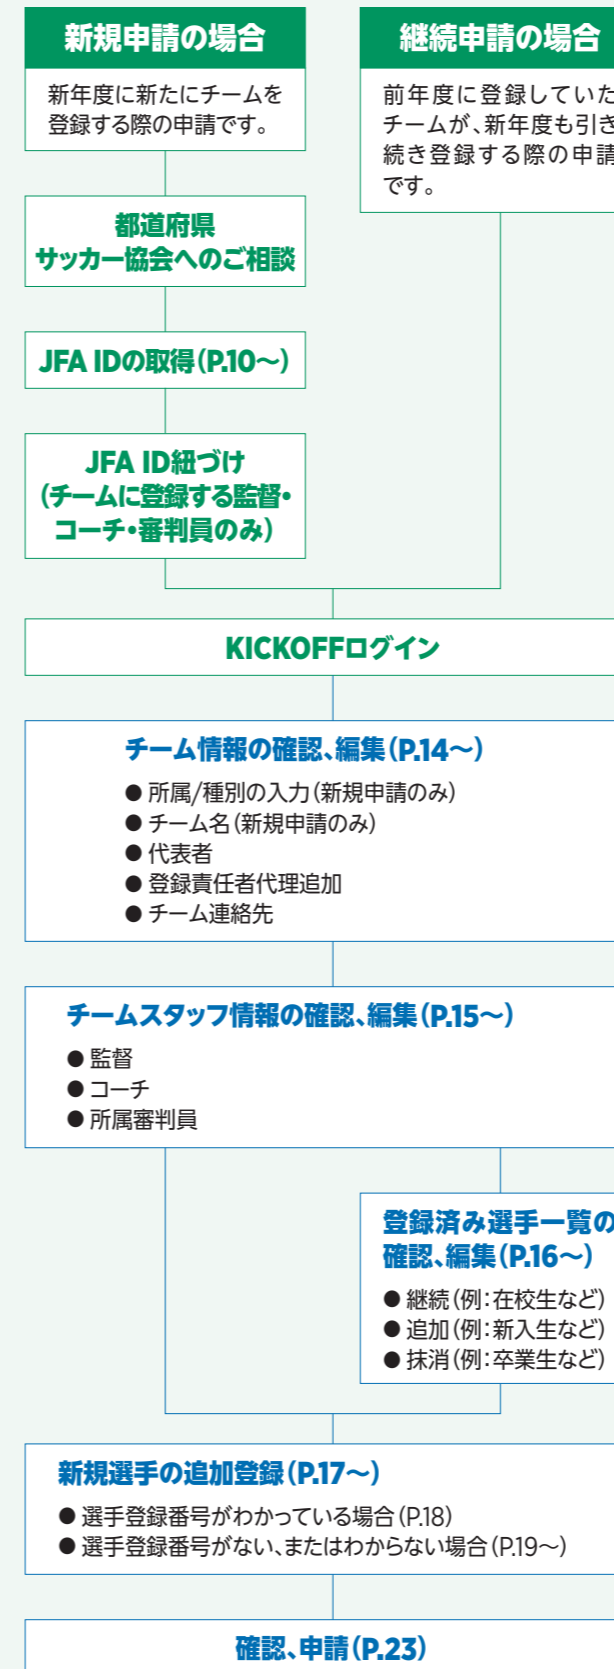 新規申請の場合
新年度に新たにチームを
登録する際の申請です。
継続申請の場合
前年度に登録していた
チームが、新年度も引き
続き登録する際の申請
です。
都道府県
サッカー協会へのご相談
JFA IDの取得(P.10〜)
JFA ID紐づけ
(チームに登録する監督・
コーチ・審判員のみ)
KICKOFFログイン
チーム情報の確認、編集(P.14〜)
● 所属/種別の入力(新規申請のみ)
● チーム名(新規申請のみ)
● 代表者
● 登録責任者代理追加
● チーム連絡先
チームスタッフ情報の確認、編集(P.15〜)
● 監督
● コーチ
● 所属審判員
登録済み選手一覧の
確認、編集(P.16〜)
● 継続(例:在校生など)
● 追加(例:新入生など)
● 抹消(例:卒業生など)
新規選手の追加登録(P.17〜)
● 選手登録番号がわかっている場合(P.18)
● 選手登録番号がない、またはわからない場合(P.19〜)
確認、申請(P.23)